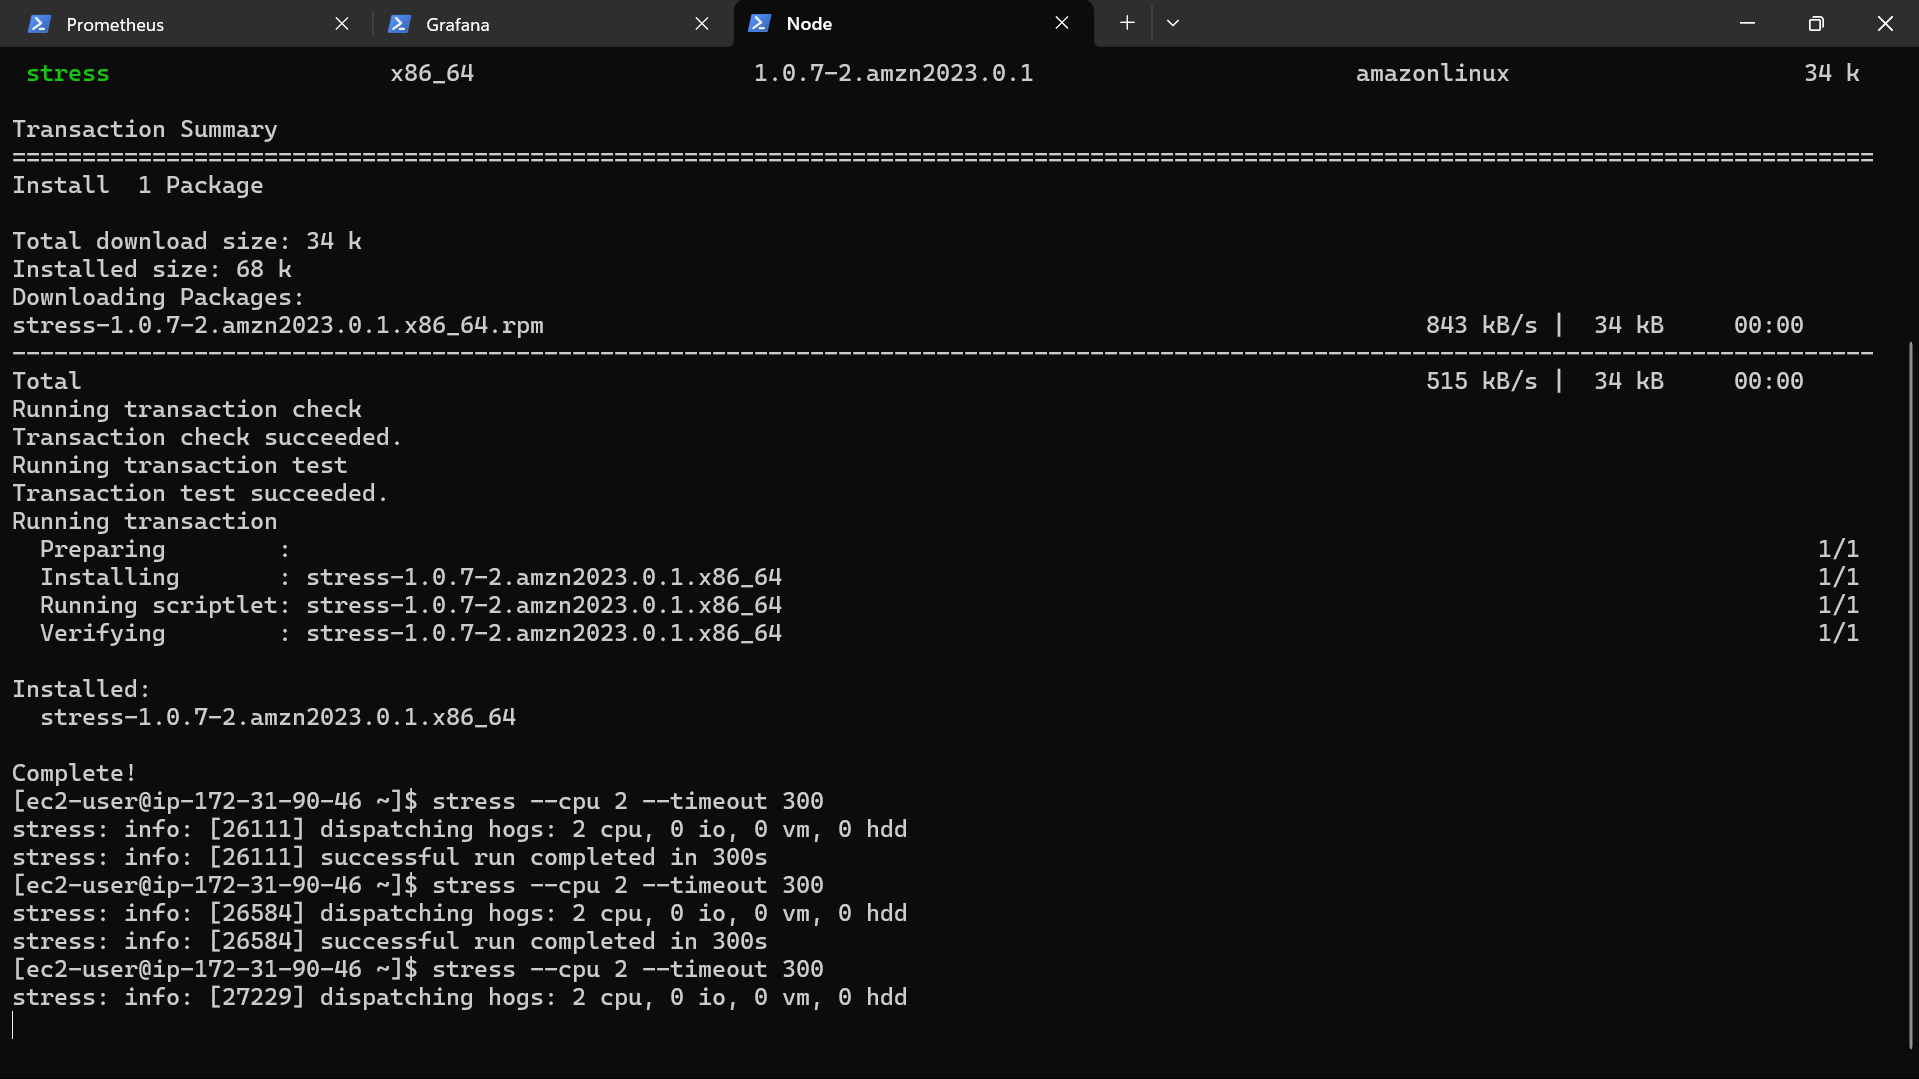 Prometheus Grafana Node
stress x86_64 1.0.7-2.amzn2023.0.1 amazonlinux 34 k
Transaction Summary
================================================================================
Install  1 Package
Total download size: 34 k
Installed size: 68 k
Downloading Packages:
stress-1.0.7-2.amzn2023.0.1.x86_64.rpm 843 kB/s |  34 kB 00:00
--------------------------------------------------------------------------------
Total 515 kB/s |  34 kB 00:00
Running transaction check
Transaction check succeeded.
Running transaction test
Transaction test succeeded.
Running transaction
Preparing : 1/1
Installing : stress-1.0.7-2.amzn2023.0.1.x86_64 1/1
Running scriptlet: stress-1.0.7-2.amzn2023.0.1.x86_64 1/1
Verifying : stress-1.0.7-2.amzn2023.0.1.x86_64 1/1
Installed:
stress-1.0.7-2.amzn2023.0.1.x86_64
Complete!
[ec2-user@ip-172-31-90-46 ~]$ stress --cpu 2 --timeout 300
stress: info: [26111] dispatching hogs: 2 cpu, 0 io, 0 vm, 0 hdd
stress: info: [26111] successful run completed in 300s
[ec2-user@ip-172-31-90-46 ~]$ stress --cpu 2 --timeout 300
stress: info: [26584] dispatching hogs: 2 cpu, 0 io, 0 vm, 0 hdd
stress: info: [26584] successful run completed in 300s
[ec2-user@ip-172-31-90-46 ~]$ stress --cpu 2 --timeout 300
stress: info: [27229] dispatching hogs: 2 cpu, 0 io, 0 vm, 0 hdd